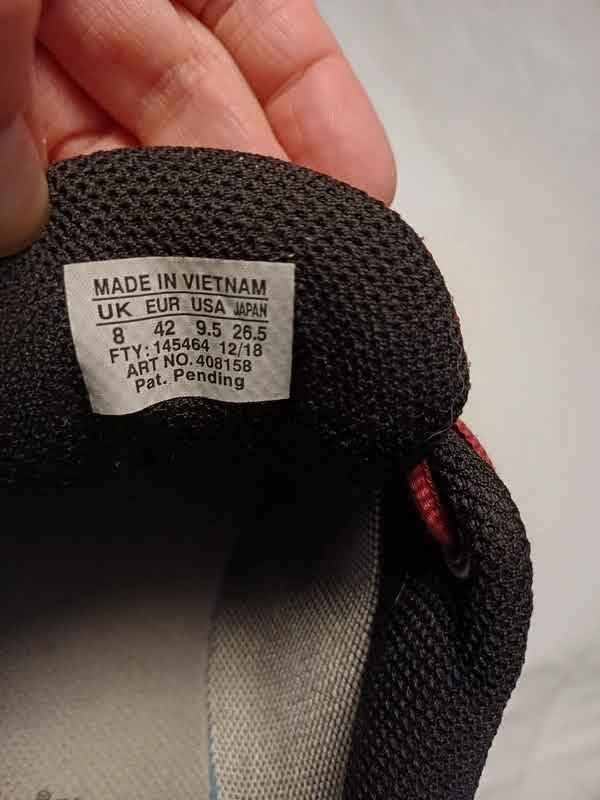 MADE IN VIETNAM
UK EUR USA JAPAN
8 42 9.5 26.5
FTY: 145464 12/18
ART NO. 408158
Pat. Pending